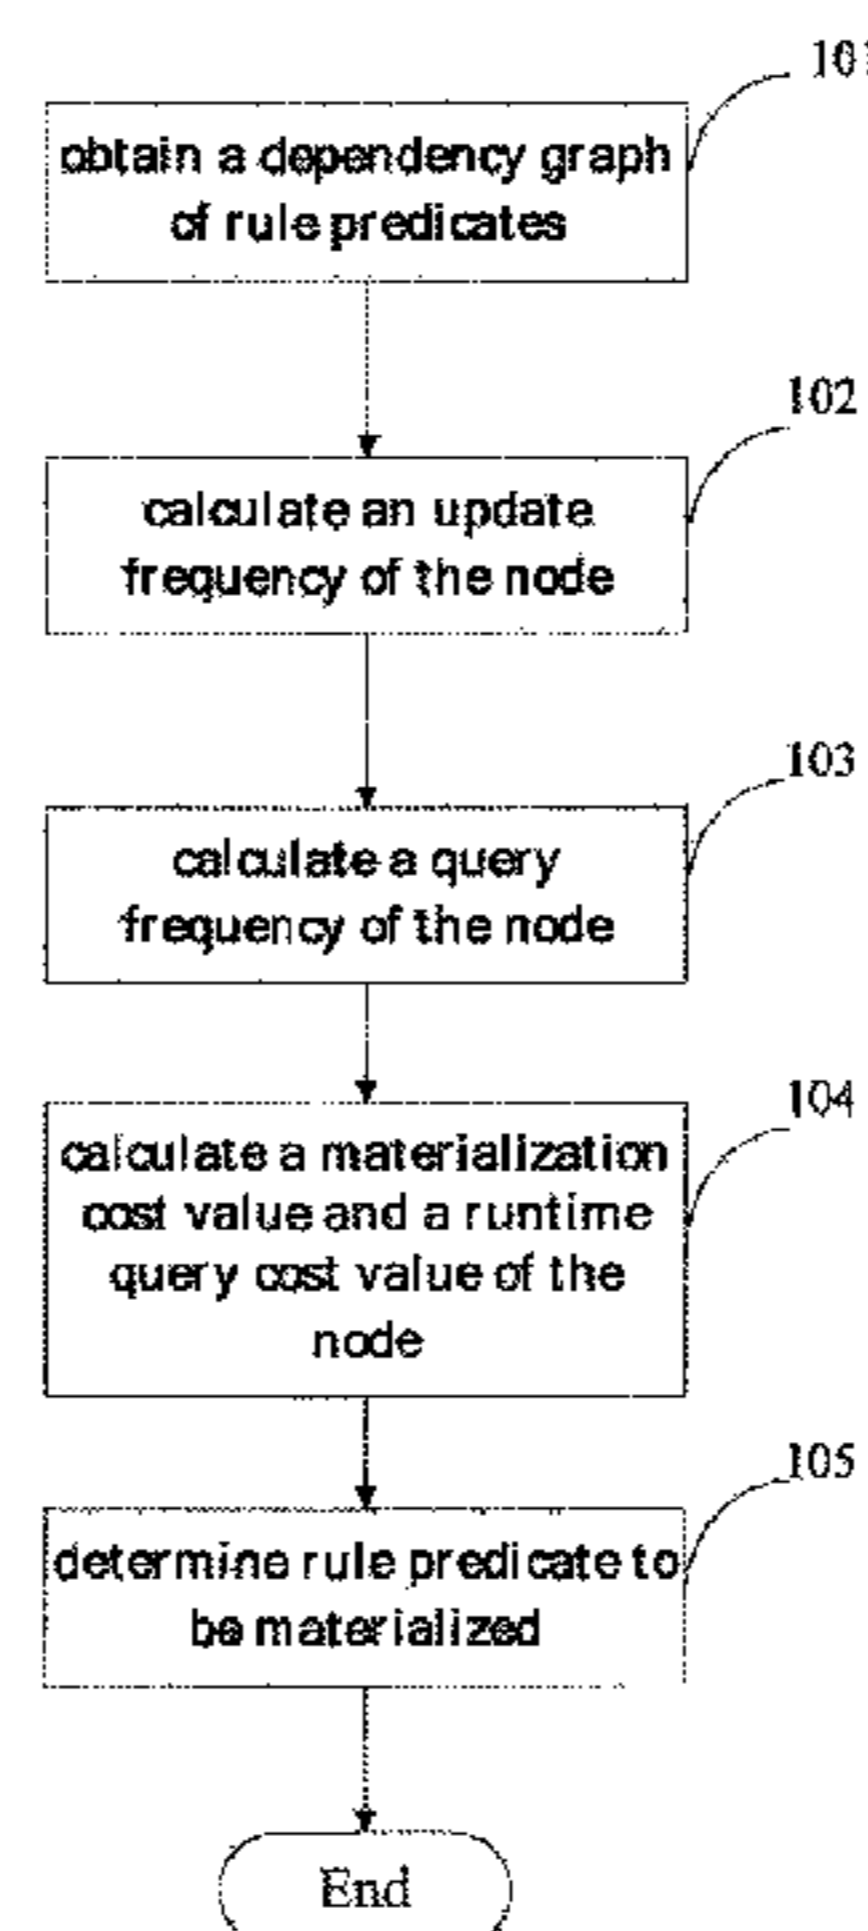 101
obtain a dependency graph
of rule predicates
102
calculate an update
frequency of the node
103
calculate a query
frequency of the node
104
calculate a materialization
cost value and a runtime
query cost value of the
node
105
determine rule predicate to
be materialized
End